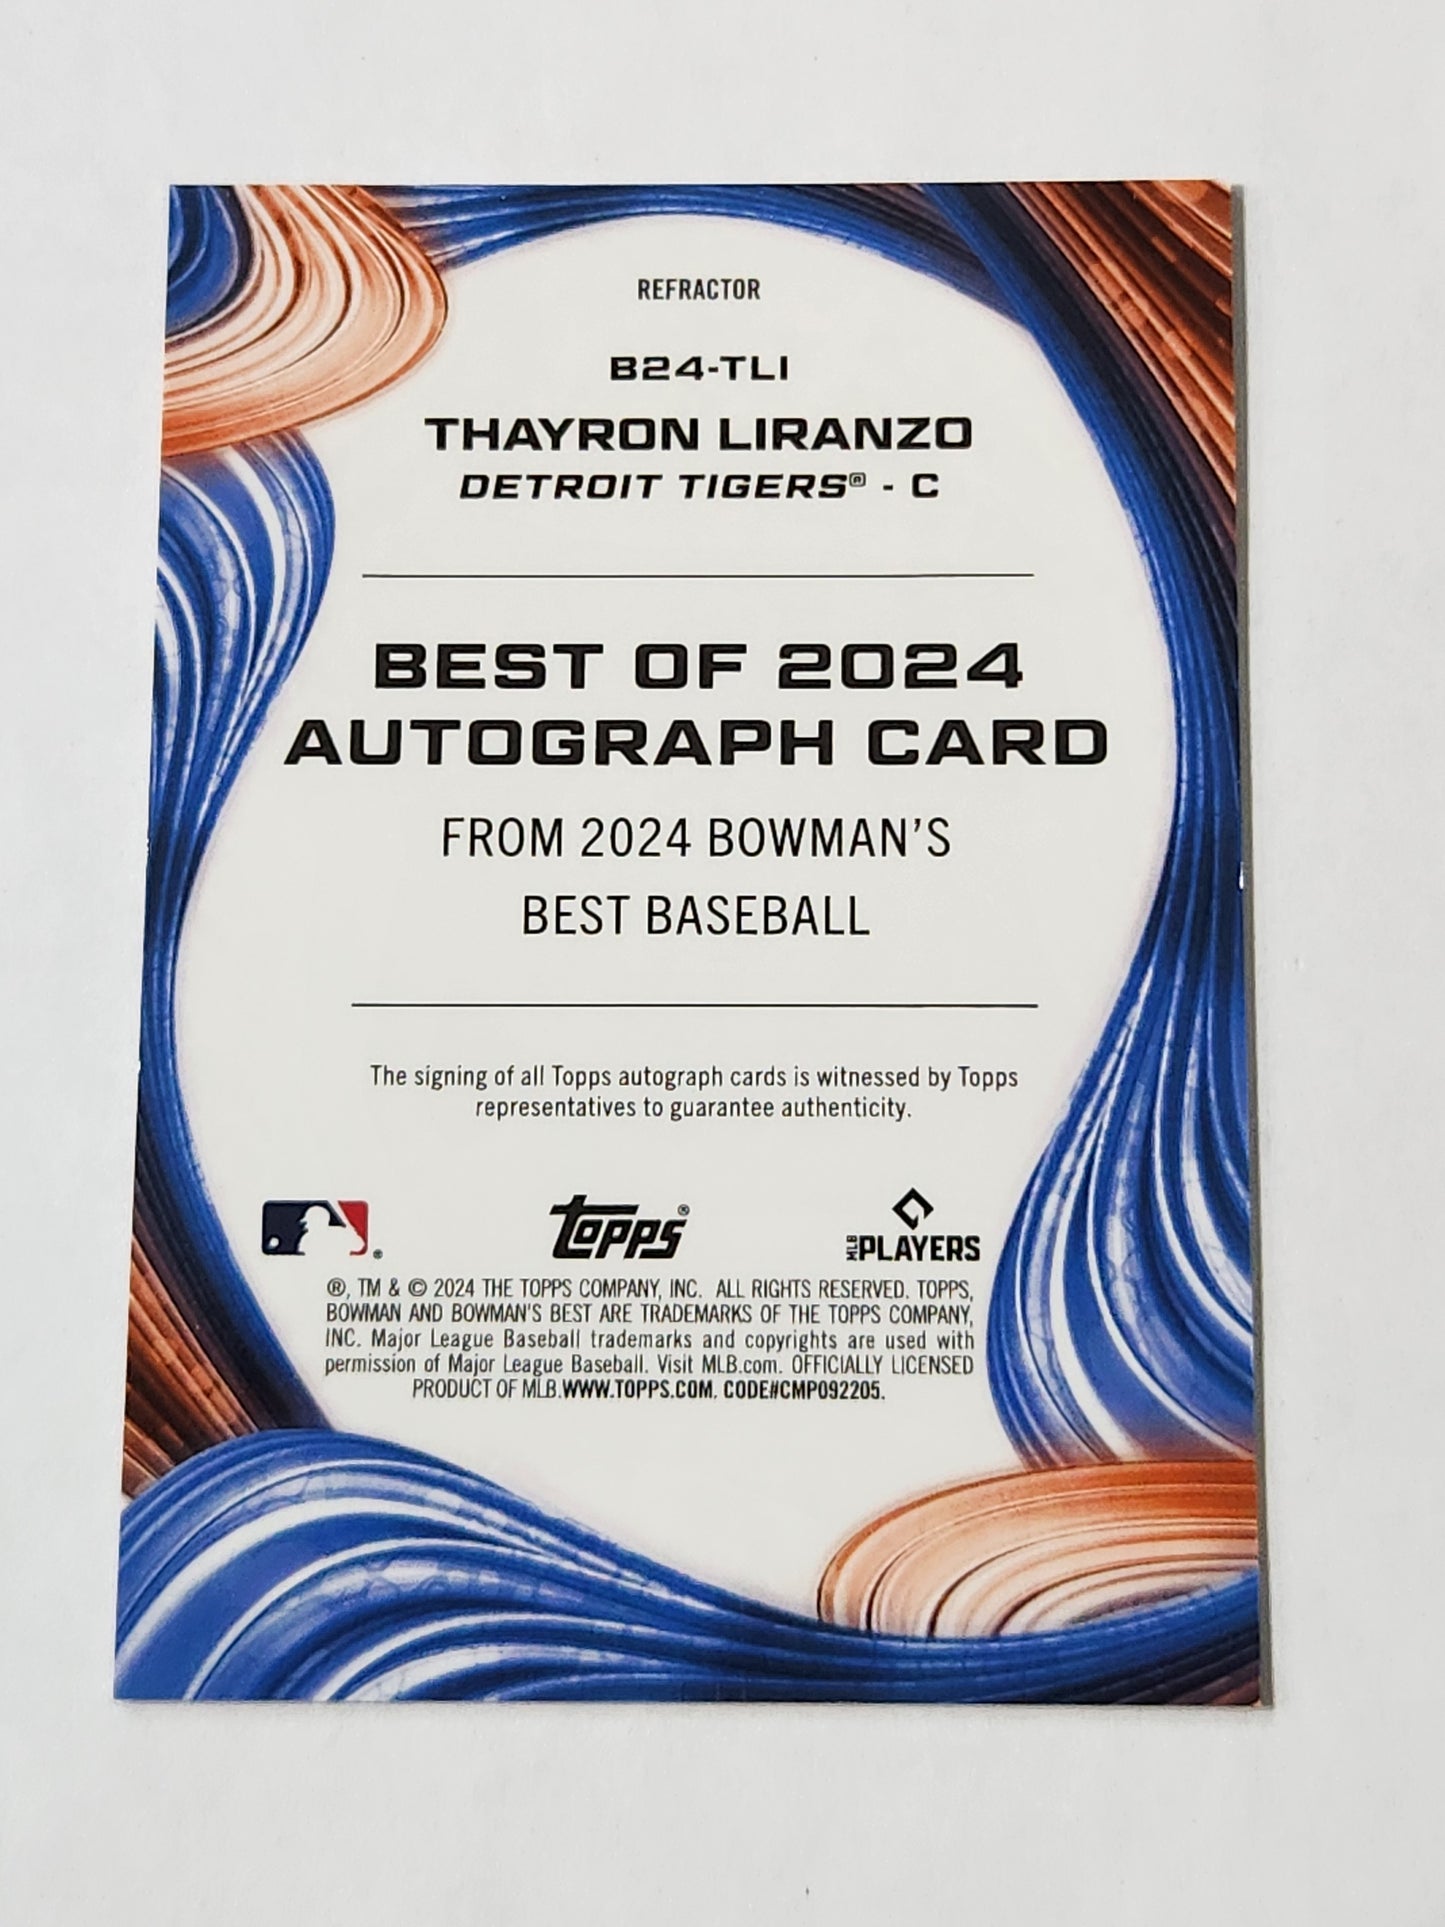 REFRACTOR
B24-TLI
THAYRON LIRANZO
DETROIT TIGERS® - C
BEST OF 2024
AUTOGRAPH CARD
FROM 2024 BOWMAN'S
BEST BASEBALL
The signing of all Topps autograph cards is witnessed by Topps
representatives to guarantee authenticity.
®
topps®
MLB PLAYERS
®, TM & © 2024 THE TOPPS COMPANY, INC. ALL RIGHTS RESERVED. TOPPS,
BOWMAN AND BOWMAN'S BEST ARE TRADEMARKS OF THE TOPPS COMPANY,
INC. Major League Baseball trademarks and copyrights are used with
permission of Major League Baseball. Visit MLB.com. OFFICIALLY LICENSED
PRODUCT OF MLB.WWW.TOPPS.COM. CODE#CMP092205.